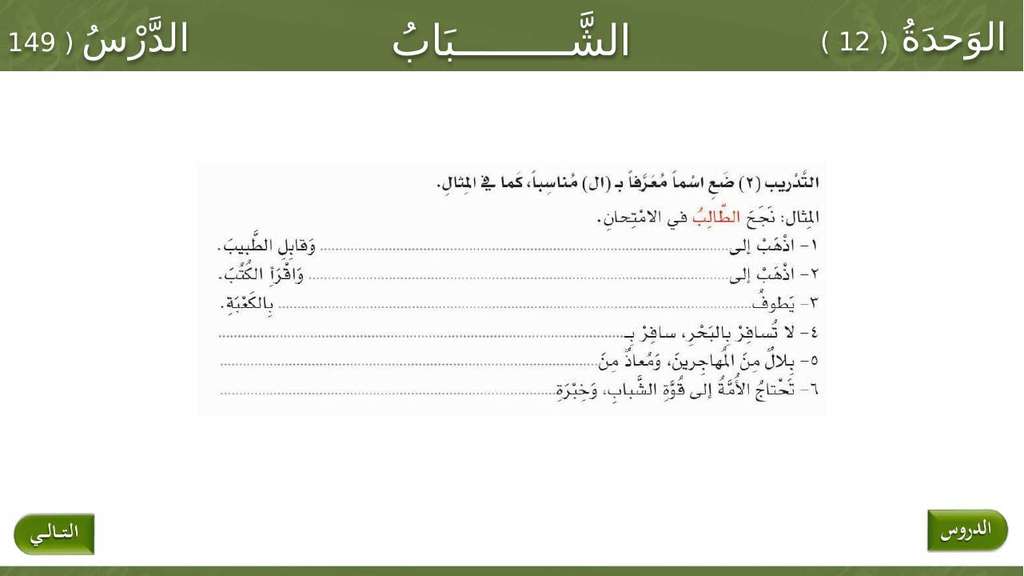 الوَحدَةُ ( 12 ) الشَّـــــــــبَابُ الدَّرْسُ ( 149
التَّدْريب (٢) ضَعِ اسْماً مُعَرَّفاً بـ (ال) مُناسِباً، كَما في المِثالِ.
المِثال: نَجَحَ الطّالِبُ في الامْتِحانِ.
١- اذْهَبْ إلى ........ وَقابِلِ الطَّبيبَ.
٢- اذْهَبْ إلى ........ وَاقْرَأ الكُتُبَ.
٣- يَطوفُ ........ بِالكَعْبَةِ.
٤- لا تُسافِرْ بِالبَحْرِ، سافِرْ بِـ ........
٥- بِلالٌ مِنَ المُهاجِرينَ، وَمُعاذٌ مِنَ ........
٦- تَحْتاجُ الأُمَّةُ إلى قُوَّةِ الشَّبابِ، وَخِبْرَةِ ........
الدروس
التـالـي